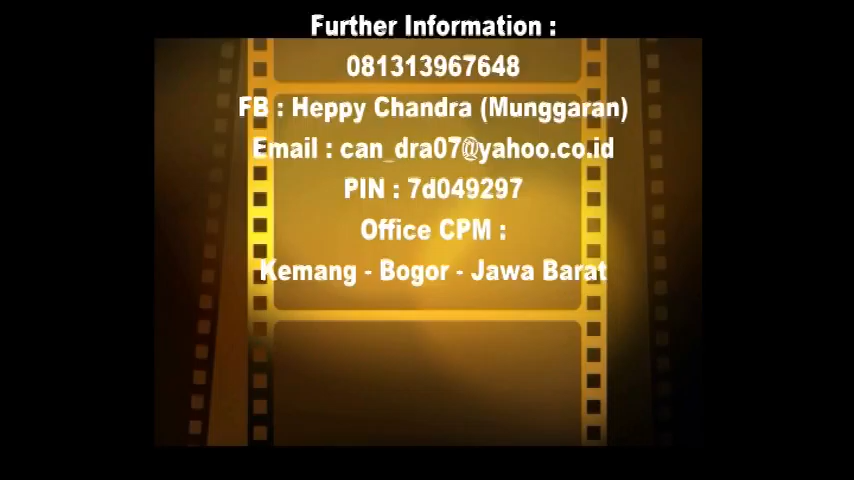 Further Information :
081313967648
FB : Heppy Chandra (Munggaran)
Email : can_dra07@yahoo.co.id
PIN : 7d049297
Office CPM :
Kemang - Bogor - Jawa Barat